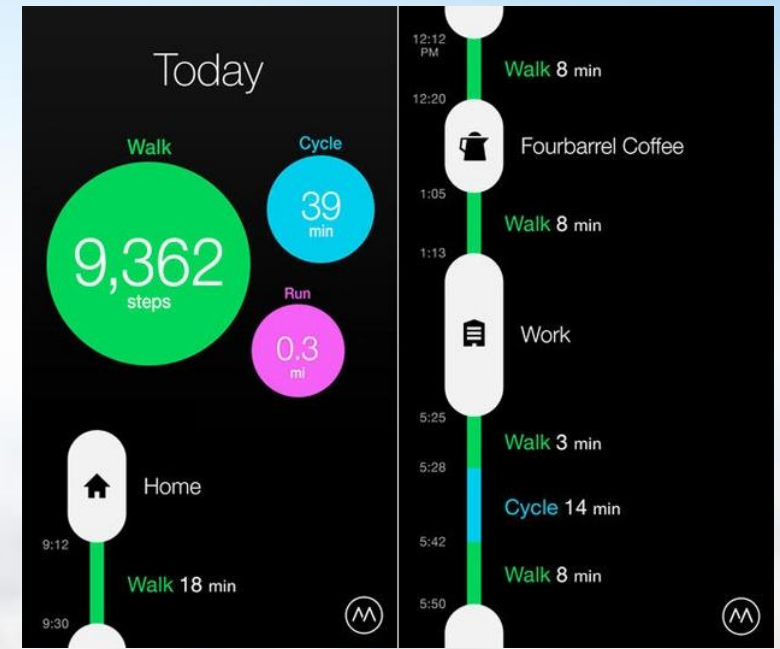 Today
Walk
9,362
steps
Cycle
39
min
Run
0.3
mi
Home
9:12
Walk 18 min
9:30
12:12
PM
Walk 8 min
12:20
Fourbarrel Coffee
1:05
Walk 8 min
1:13
Work
5:25
Walk 3 min
5:28
Cycle 14 min
5:42
Walk 8 min
5:50